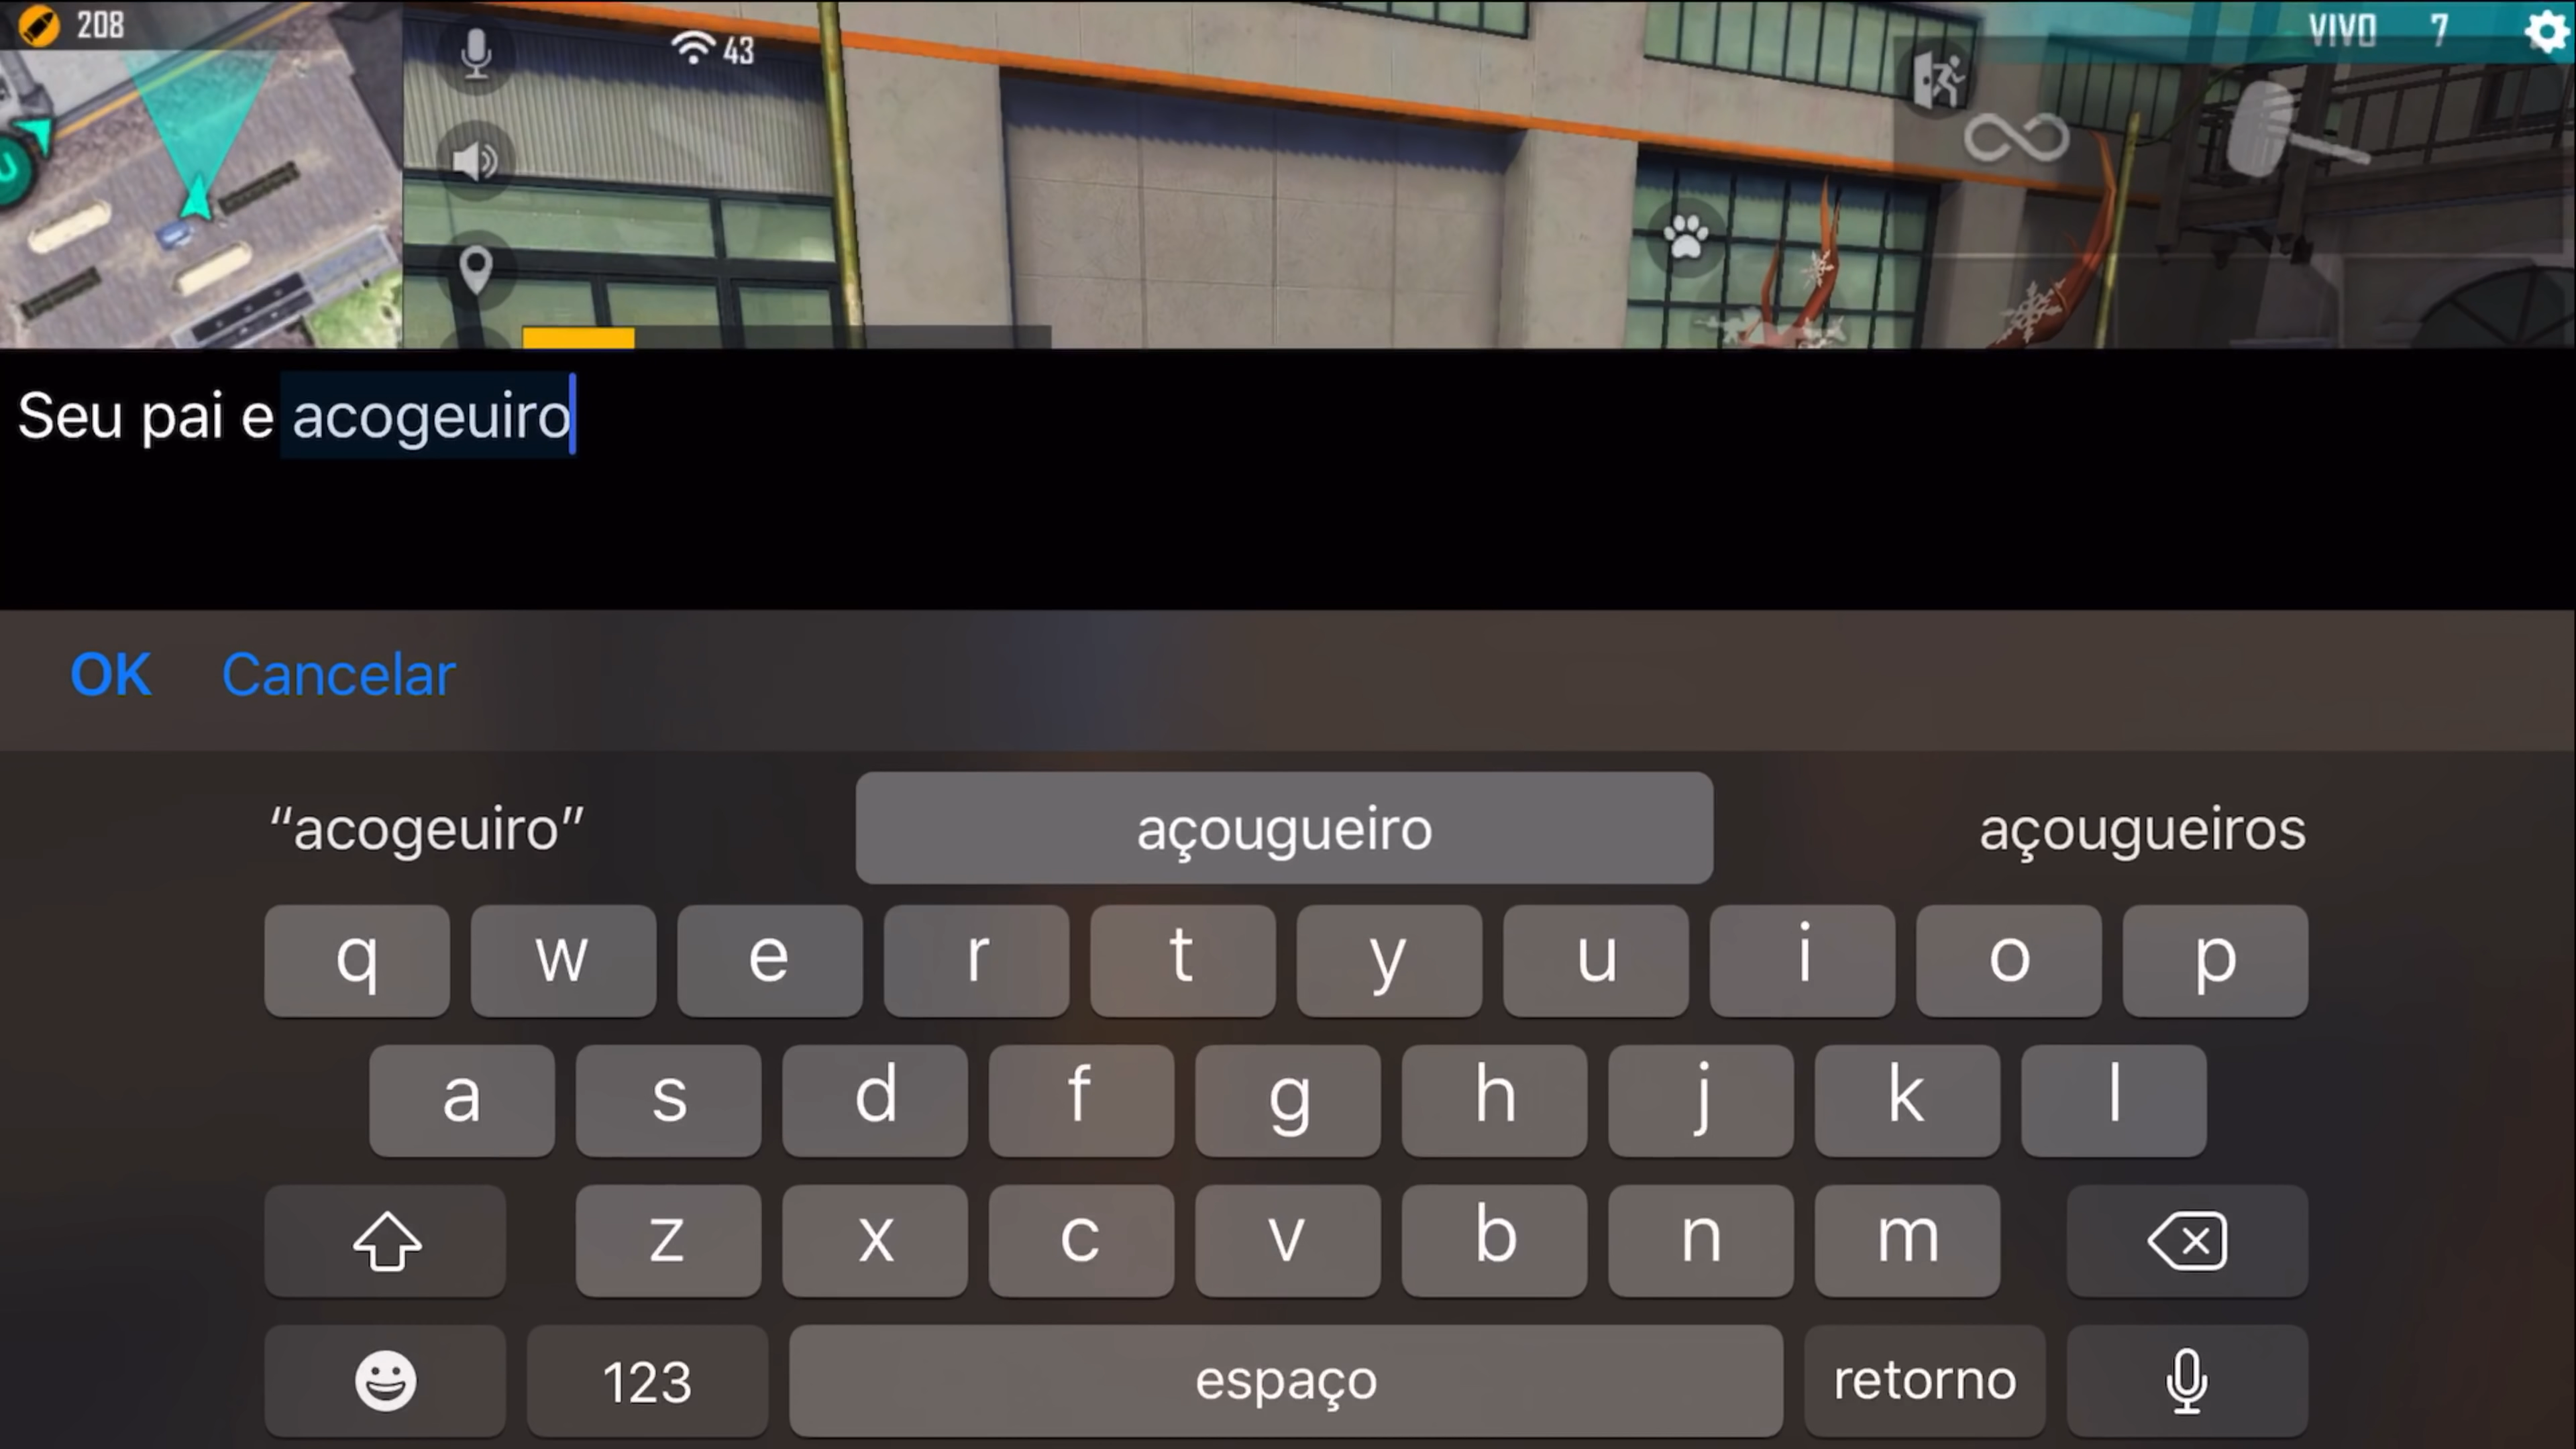 208
43
VIVO 7
Seu pai e acogeuiro
OK Cancelar
“acogeuiro” açougueiro açougueiros
q w e r t y u i o p
a s d f g h j k l
z x c v b n m
123 espaço retorno